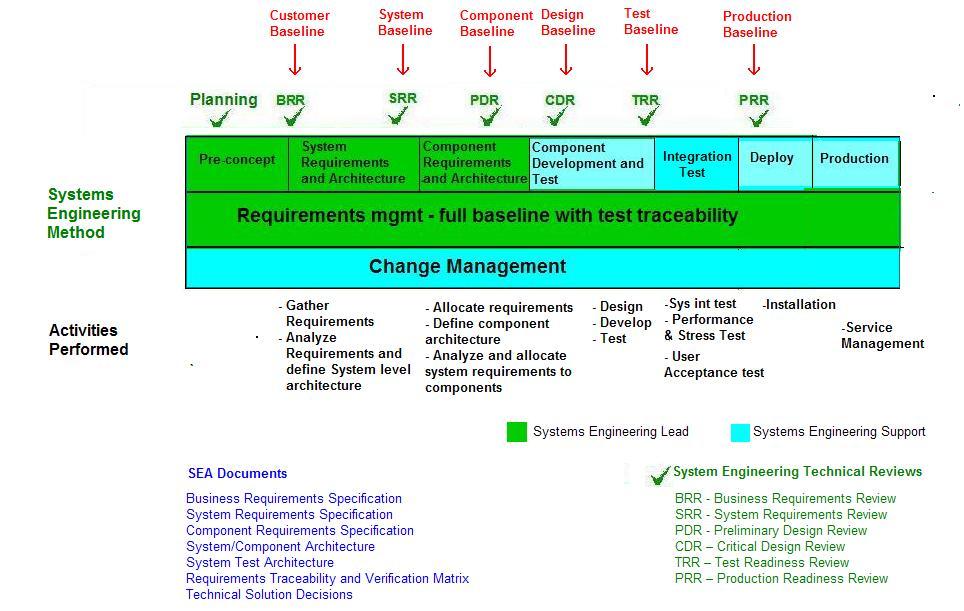 Customer
Baseline
System
Baseline
Component
Baseline
Design
Baseline
Test
Baseline
Production
Baseline
Planning
BRR
SRR
PDR
CDR
TRR
PRR
Systems
Engineering
Method
Pre-concept
System
Requirements
and Architecture
Component
Requirements
and Architecture
Component
Development and
Test
Integration
Test
Deploy
Production
Requirements mgmt - full baseline with test traceability
Change Management
Activities
Performed
- Gather
Requirements
- Analyze
Requirements and
define System level
architecture
- Allocate requirements
- Define component
architecture
- Analyze and allocate
system requirements to
components
- Design
- Develop
- Test
-Sys int test
- Performance
& Stress Test
- User
Acceptance test
-Installation
-Service
Management
Systems Engineering Lead
Systems Engineering Support
SEA Documents
Business Requirements Specification
System Requirements Specification
Component Requirements Specification
System/Component Architecture
System Test Architecture
Requirements Traceability and Verification Matrix
Technical Solution Decisions
System Engineering Technical Reviews
BRR - Business Requirements Review
SRR - System Requirements Review
PDR - Preliminary Design Review
CDR – Critical Design Review
TRR – Test Readiness Review
PRR – Production Readiness Review